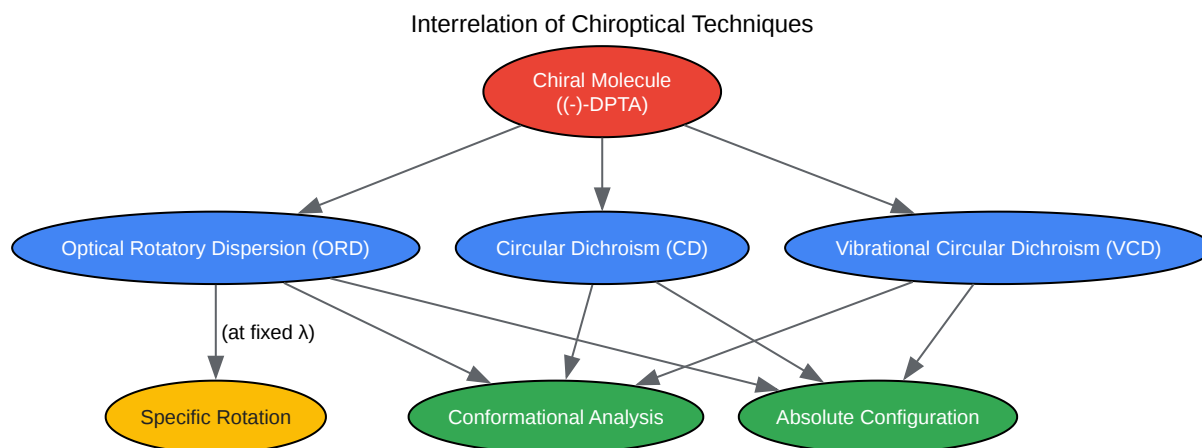 Interrelation of Chiroptical Techniques
Chiral Molecule
((-)-DPTA)
Optical Rotatory Dispersion (ORD)
Circular Dichroism (CD)
Vibrational Circular Dichroism (VCD)
(at fixed λ)
Specific Rotation
Conformational Analysis
Absolute Configuration